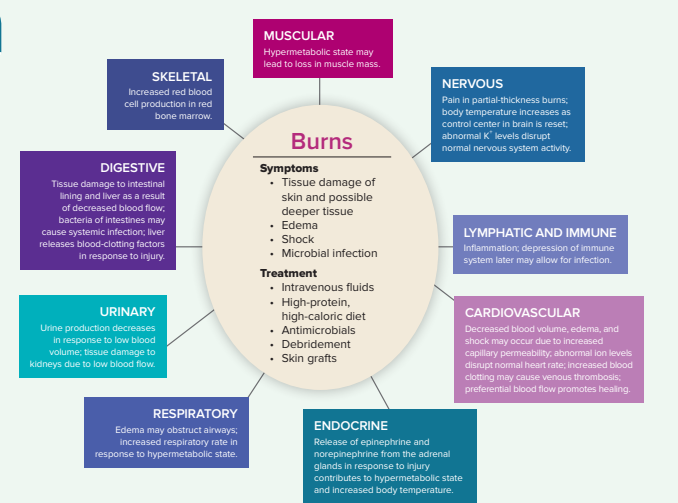 MUSCULAR
Hypermetabolic state may
lead to loss in muscle mass.
SKELETAL
Increased red blood
cell production in red
bone marrow.
NERVOUS
Pain in partial-thickness burns;
body temperature increases as
control center in brain is reset;
abnormal K⁺ levels disrupt
normal nervous system activity.
DIGESTIVE
Tissue damage to intestinal
lining and liver as a result
of decreased blood flow;
bacteria of intestines may
cause systemic infection; liver
releases blood-clotting factors
in response to injury.
Burns
Symptoms
• Tissue damage of
skin and possible
deeper tissue
• Edema
• Shock
• Microbial infection
Treatment
• Intravenous fluids
• High-protein,
high-caloric diet
• Antimicrobials
• Debridement
• Skin grafts
LYMPHATIC AND IMMUNE
Inflammation; depression of immune
system later may allow for infection.
URINARY
Urine production decreases
in response to low blood
volume; tissue damage to
kidneys due to low blood flow.
CARDIOVASCULAR
Decreased blood volume, edema, and
shock may occur due to increased
capillary permeability; abnormal ion levels
disrupt normal heart rate; increased blood
clotting may cause venous thrombosis;
preferential blood flow promotes healing.
RESPIRATORY
Edema may obstruct airways;
increased respiratory rate in
response to hypermetabolic state.
ENDOCRINE
Release of epinephrine and
norepinephrine from the adrenal
glands in response to injury
contributes to hypermetabolic state
and increased body temperature.